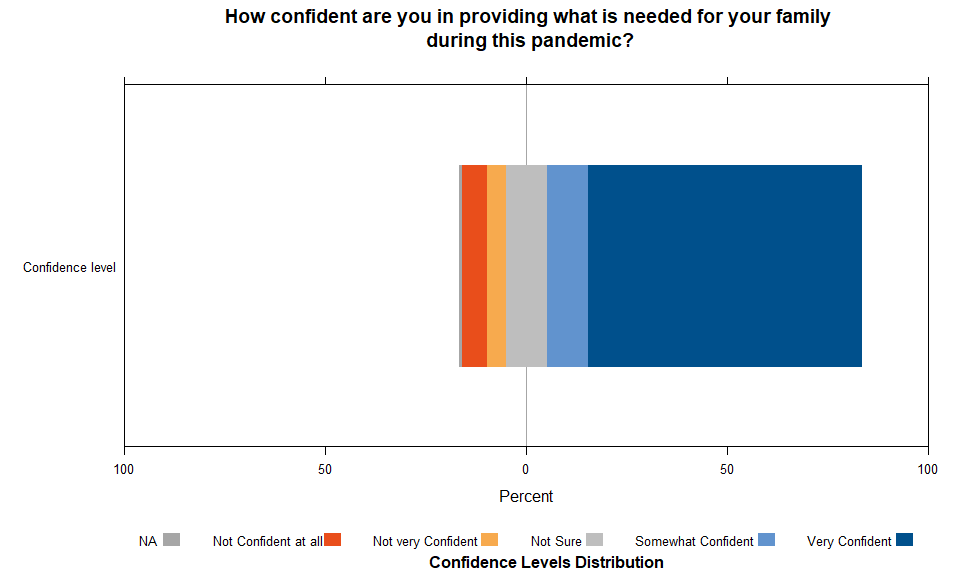 How confident are you in providing what is needed for your family
during this pandemic?
Confidence level
100 50 0 50 100
Percent
NA Not Confident at all Not very Confident Not Sure Somewhat Confident Very Confident
Confidence Levels Distribution